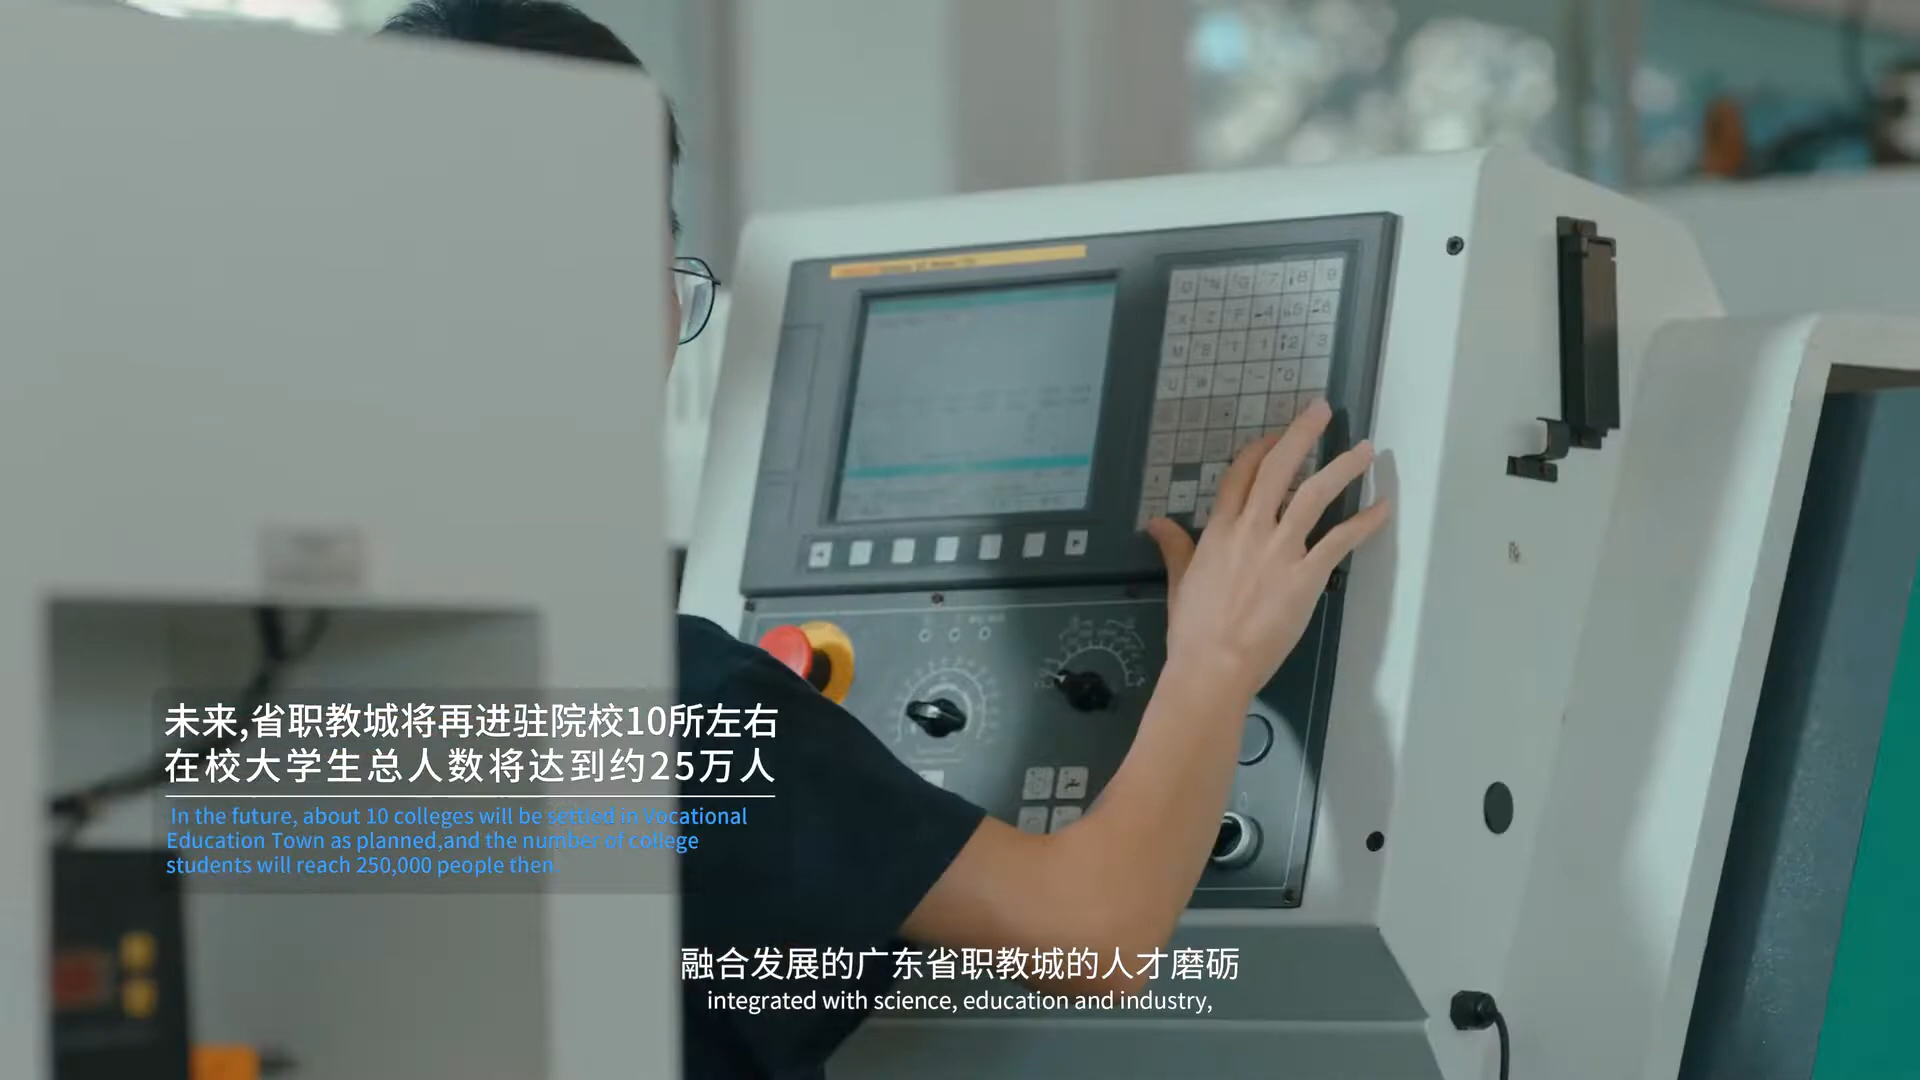 未来,省职教城将再进驻院校10所左右
在校大学生总人数将达到约25万人
In the future, about 10 colleges will be settled in Vocational
Education Town as planned,and the number of college
students will reach 250,000 people then.
融合发展的广东省职教城的人才磨砺
integrated with science, education and industry,